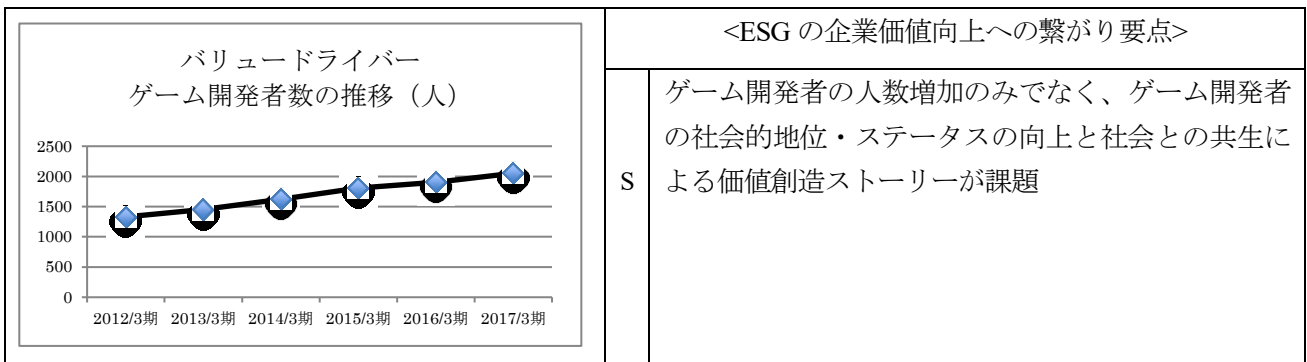 バリュードライバー
ゲーム開発者数の推移（人）
2500
2000
1500
1000
500
0
2012/3期 2013/3期 2014/3期 2015/3期 2016/3期 2017/3期
<ESG の企業価値向上への繋がり要点>
S
ゲーム開発者の人数増加のみでなく、ゲーム開発者
の社会的地位・ステータスの向上と社会との共生に
よる価値創造ストーリーが課題